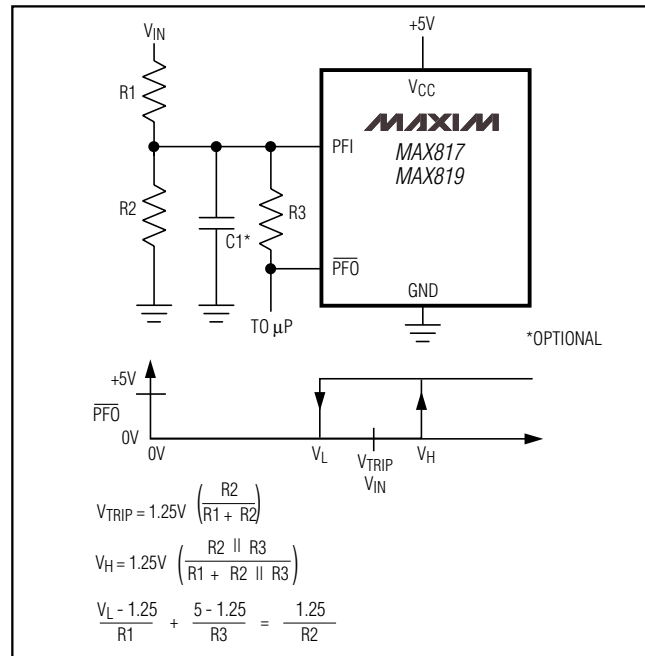 VIN
+5V
R1
VCC
MAXIM
PFI
MAX817
MAX819
R2
R3
C1*
PFO
GND
TO µP
*OPTIONAL
+5V
PFO
0V
0V
VL
VTRIP
VH
VIN
VTRIP = 1.25V (R2 / R1 + R2)
VH = 1.25V (R2 || R3 / R1 + R2 || R3)
VL - 1.25 / R1 + 5 - 1.25 / R3 = 1.25 / R2